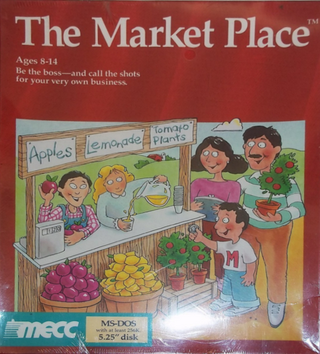 The Market Place™
Ages 8-14
Be the boss—and call the shots
for your very own business.
Apples
Lemonade
Tomato
Plants
M
mecc
MS-DOS
with at least 256K
5.25" disk